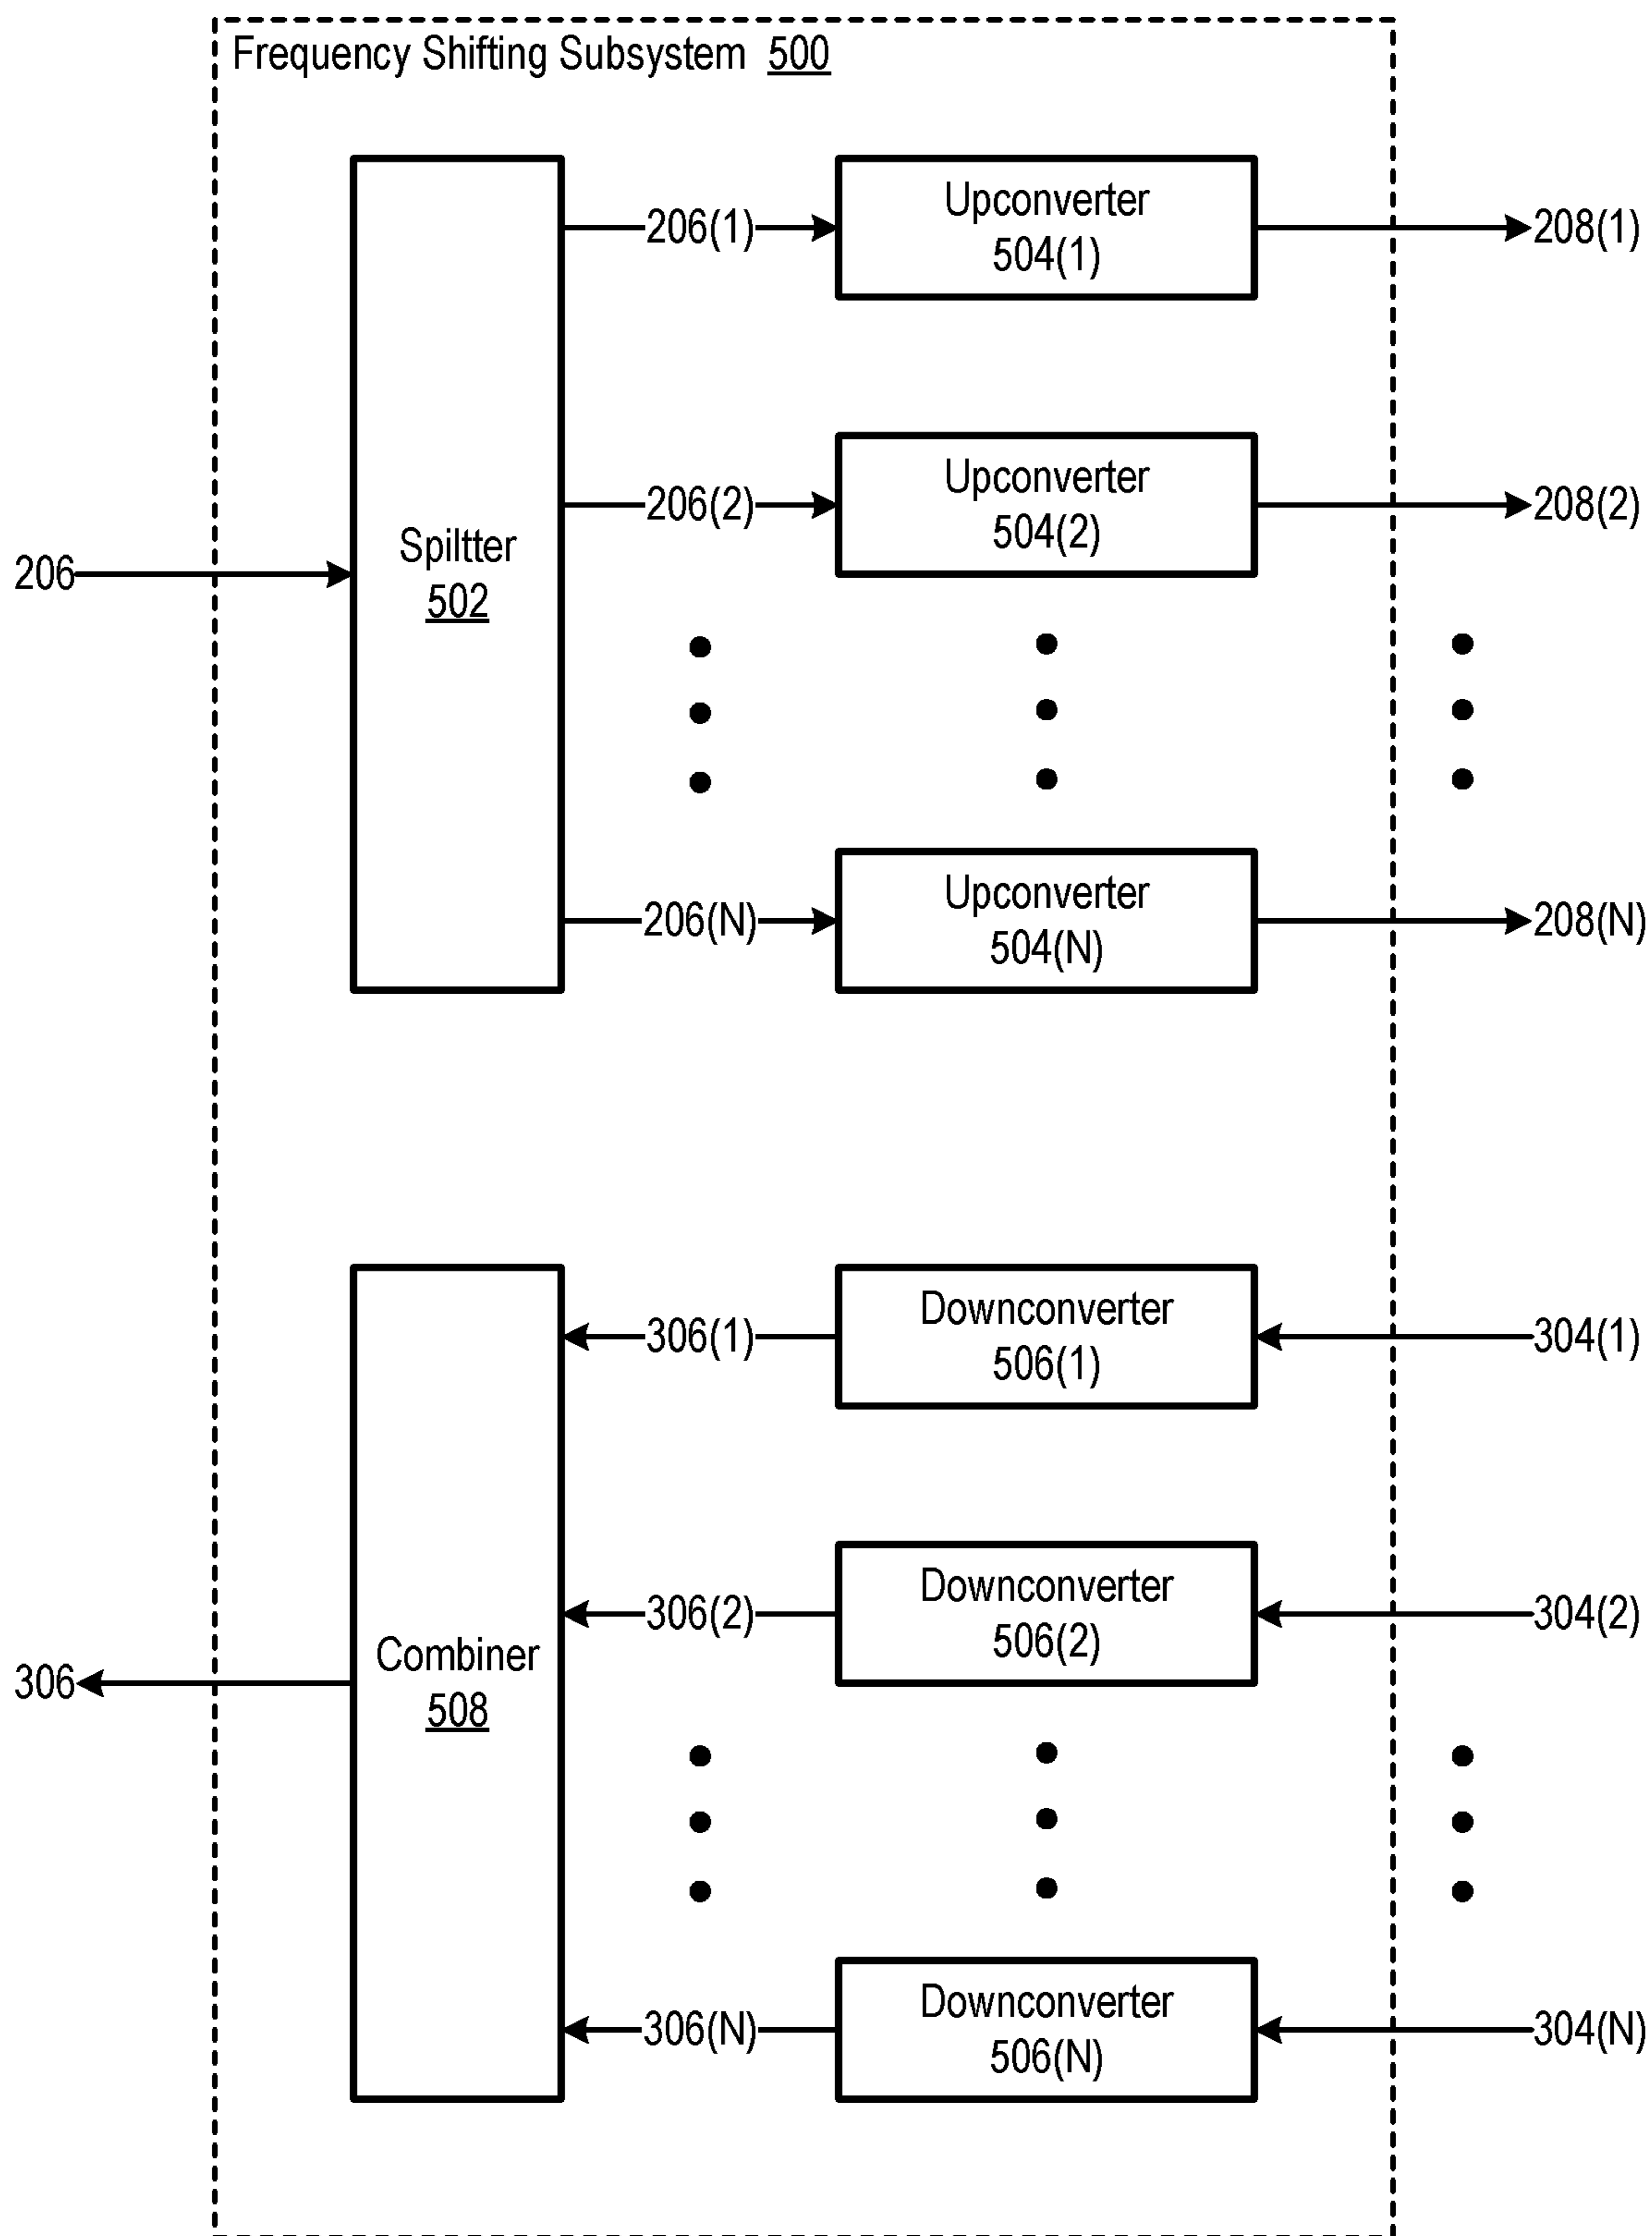 Frequency Shifting Subsystem 500
206(1)
Upconverter
504(1)
208(1)
206(2)
Upconverter
504(2)
208(2)
206
Spiltter
502
206(N)
Upconverter
504(N)
208(N)
306(1)
Downconverter
506(1)
304(1)
306(2)
Downconverter
506(2)
304(2)
306
Combiner
508
306(N)
Downconverter
506(N)
304(N)